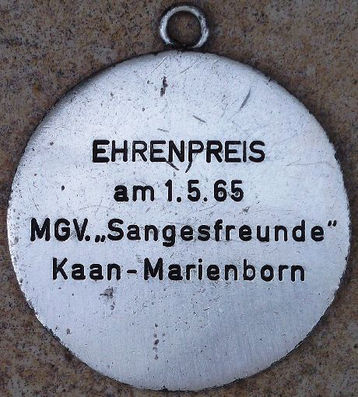 EHRENPREIS
am 1.5.65
MGV. „Sangesfreunde"
Kaan-Marienborn